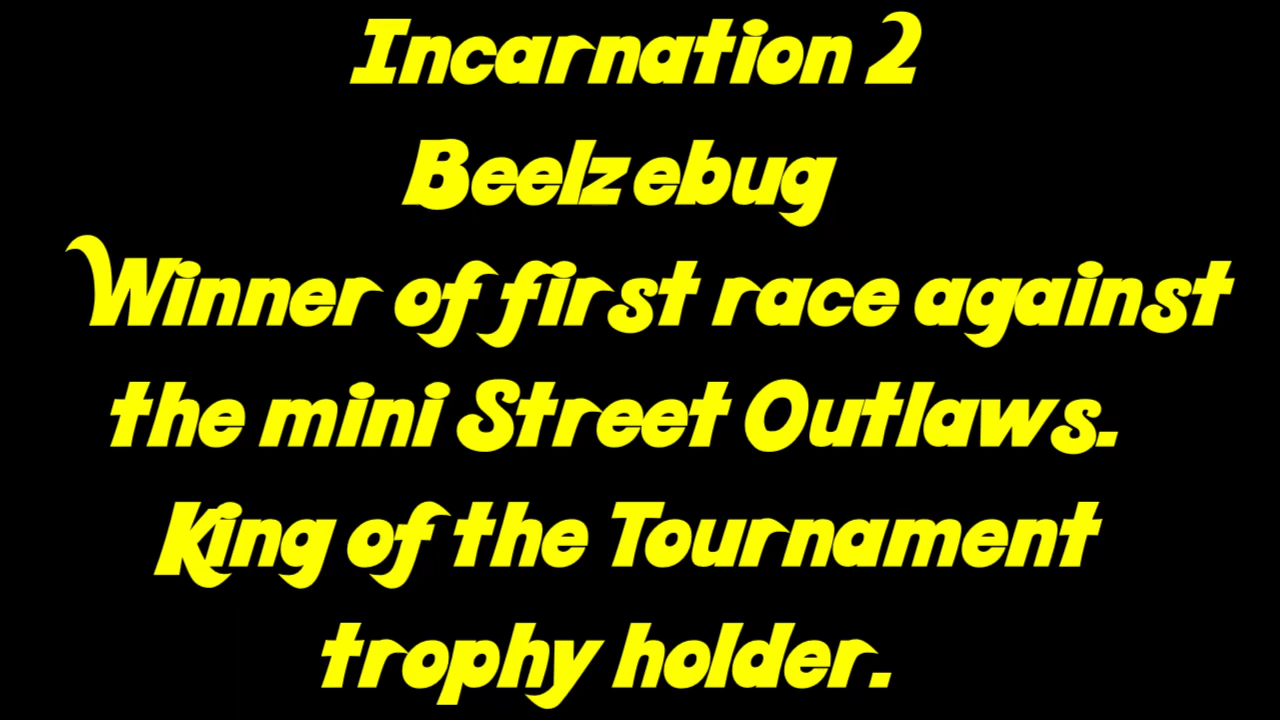 Incarnation 2
Beelzebug
Winner of first race against
the mini Street Outlaws.
King of the Tournament
trophy holder.